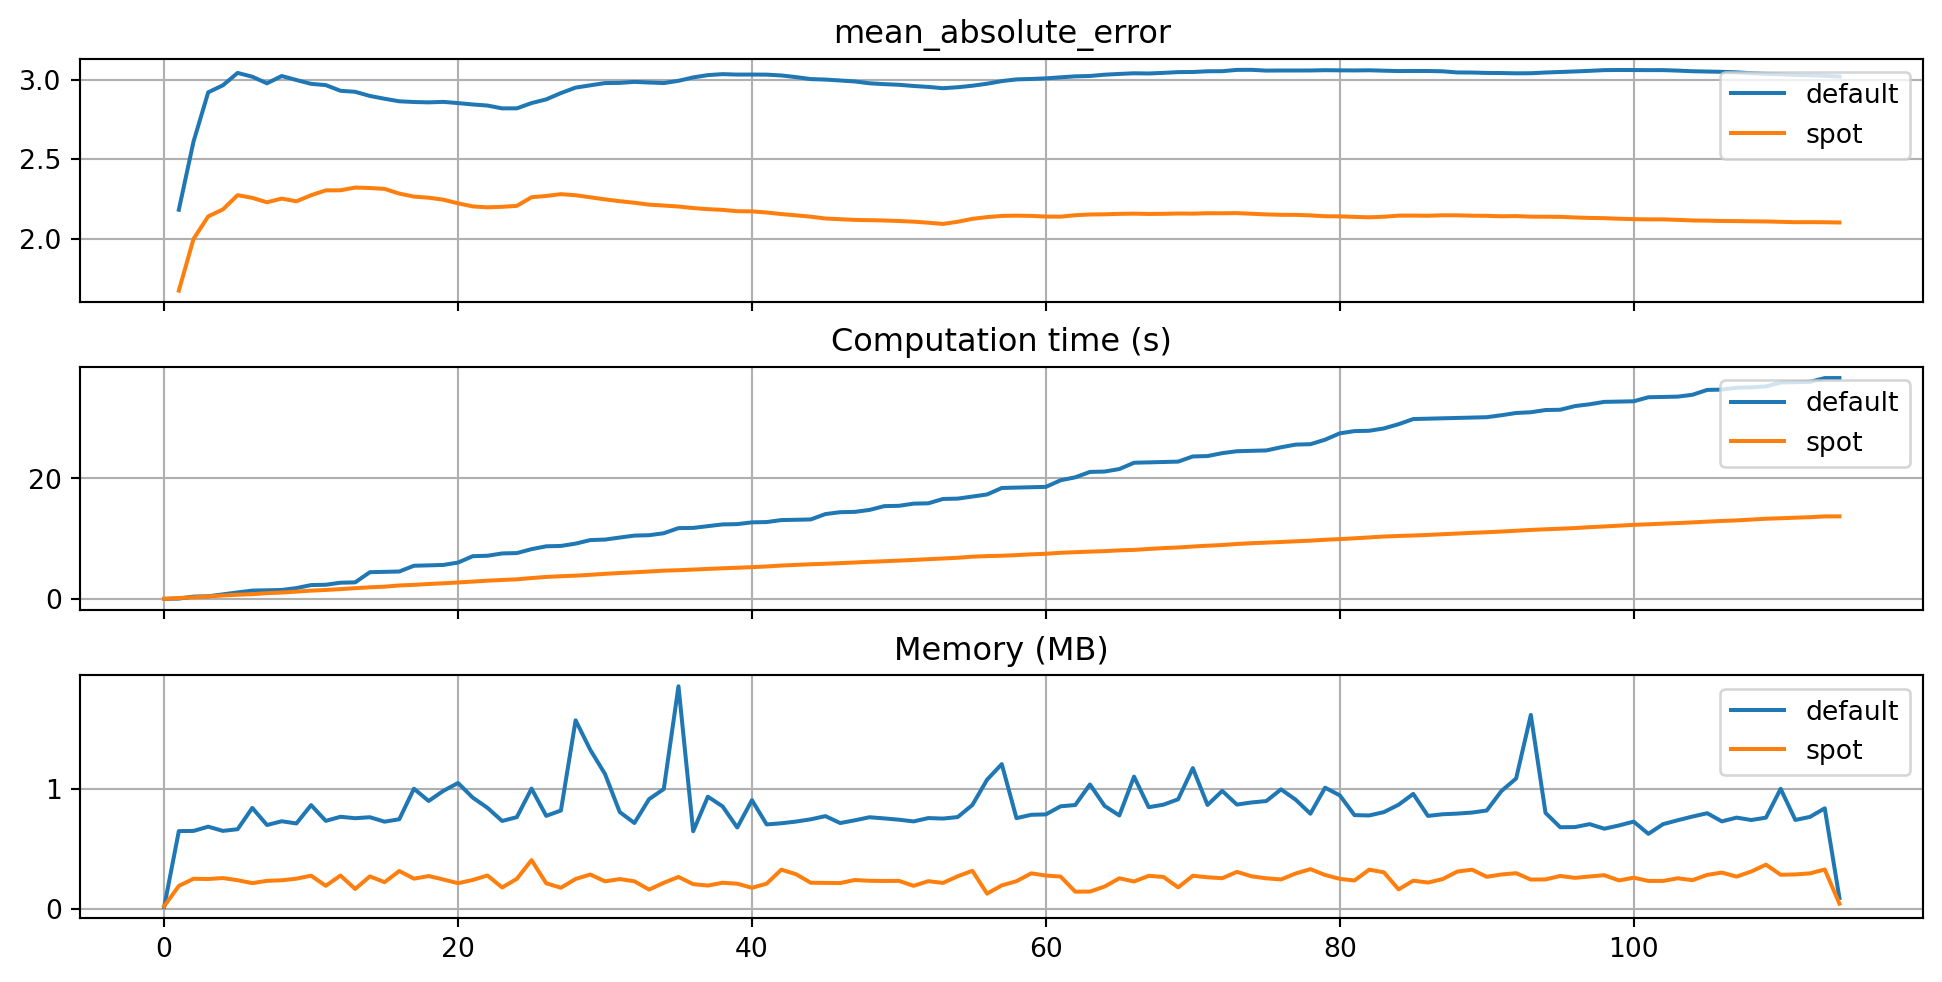 mean_absolute_error
3.0
2.5
2.0
default
spot
Computation time (s)
20
0
default
spot
Memory (MB)
1
0
default
spot
0 20 40 60 80 100